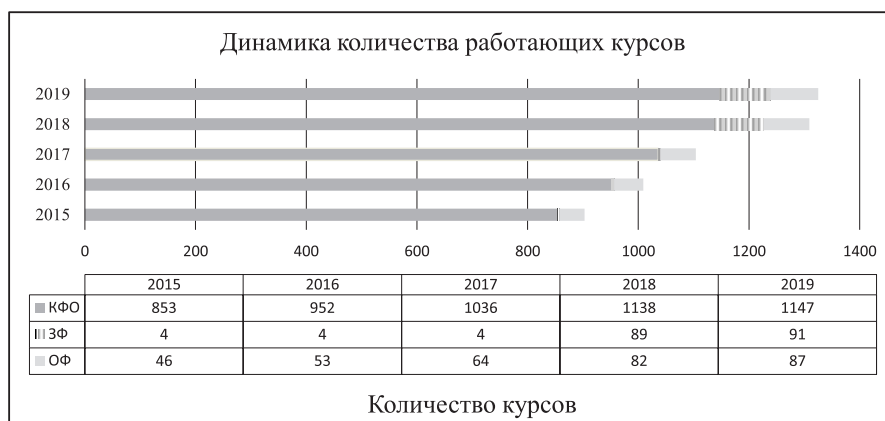 Динамика количества работающих курсов
2019
2018
2017
2016
2015
0 200 400 600 800 1000 1200 1400
2015 2016 2017 2018 2019
КФО 853 952 1036 1138 1147
ЗФ 4 4 4 89 91
ОФ 46 53 64 82 87
Количество курсов